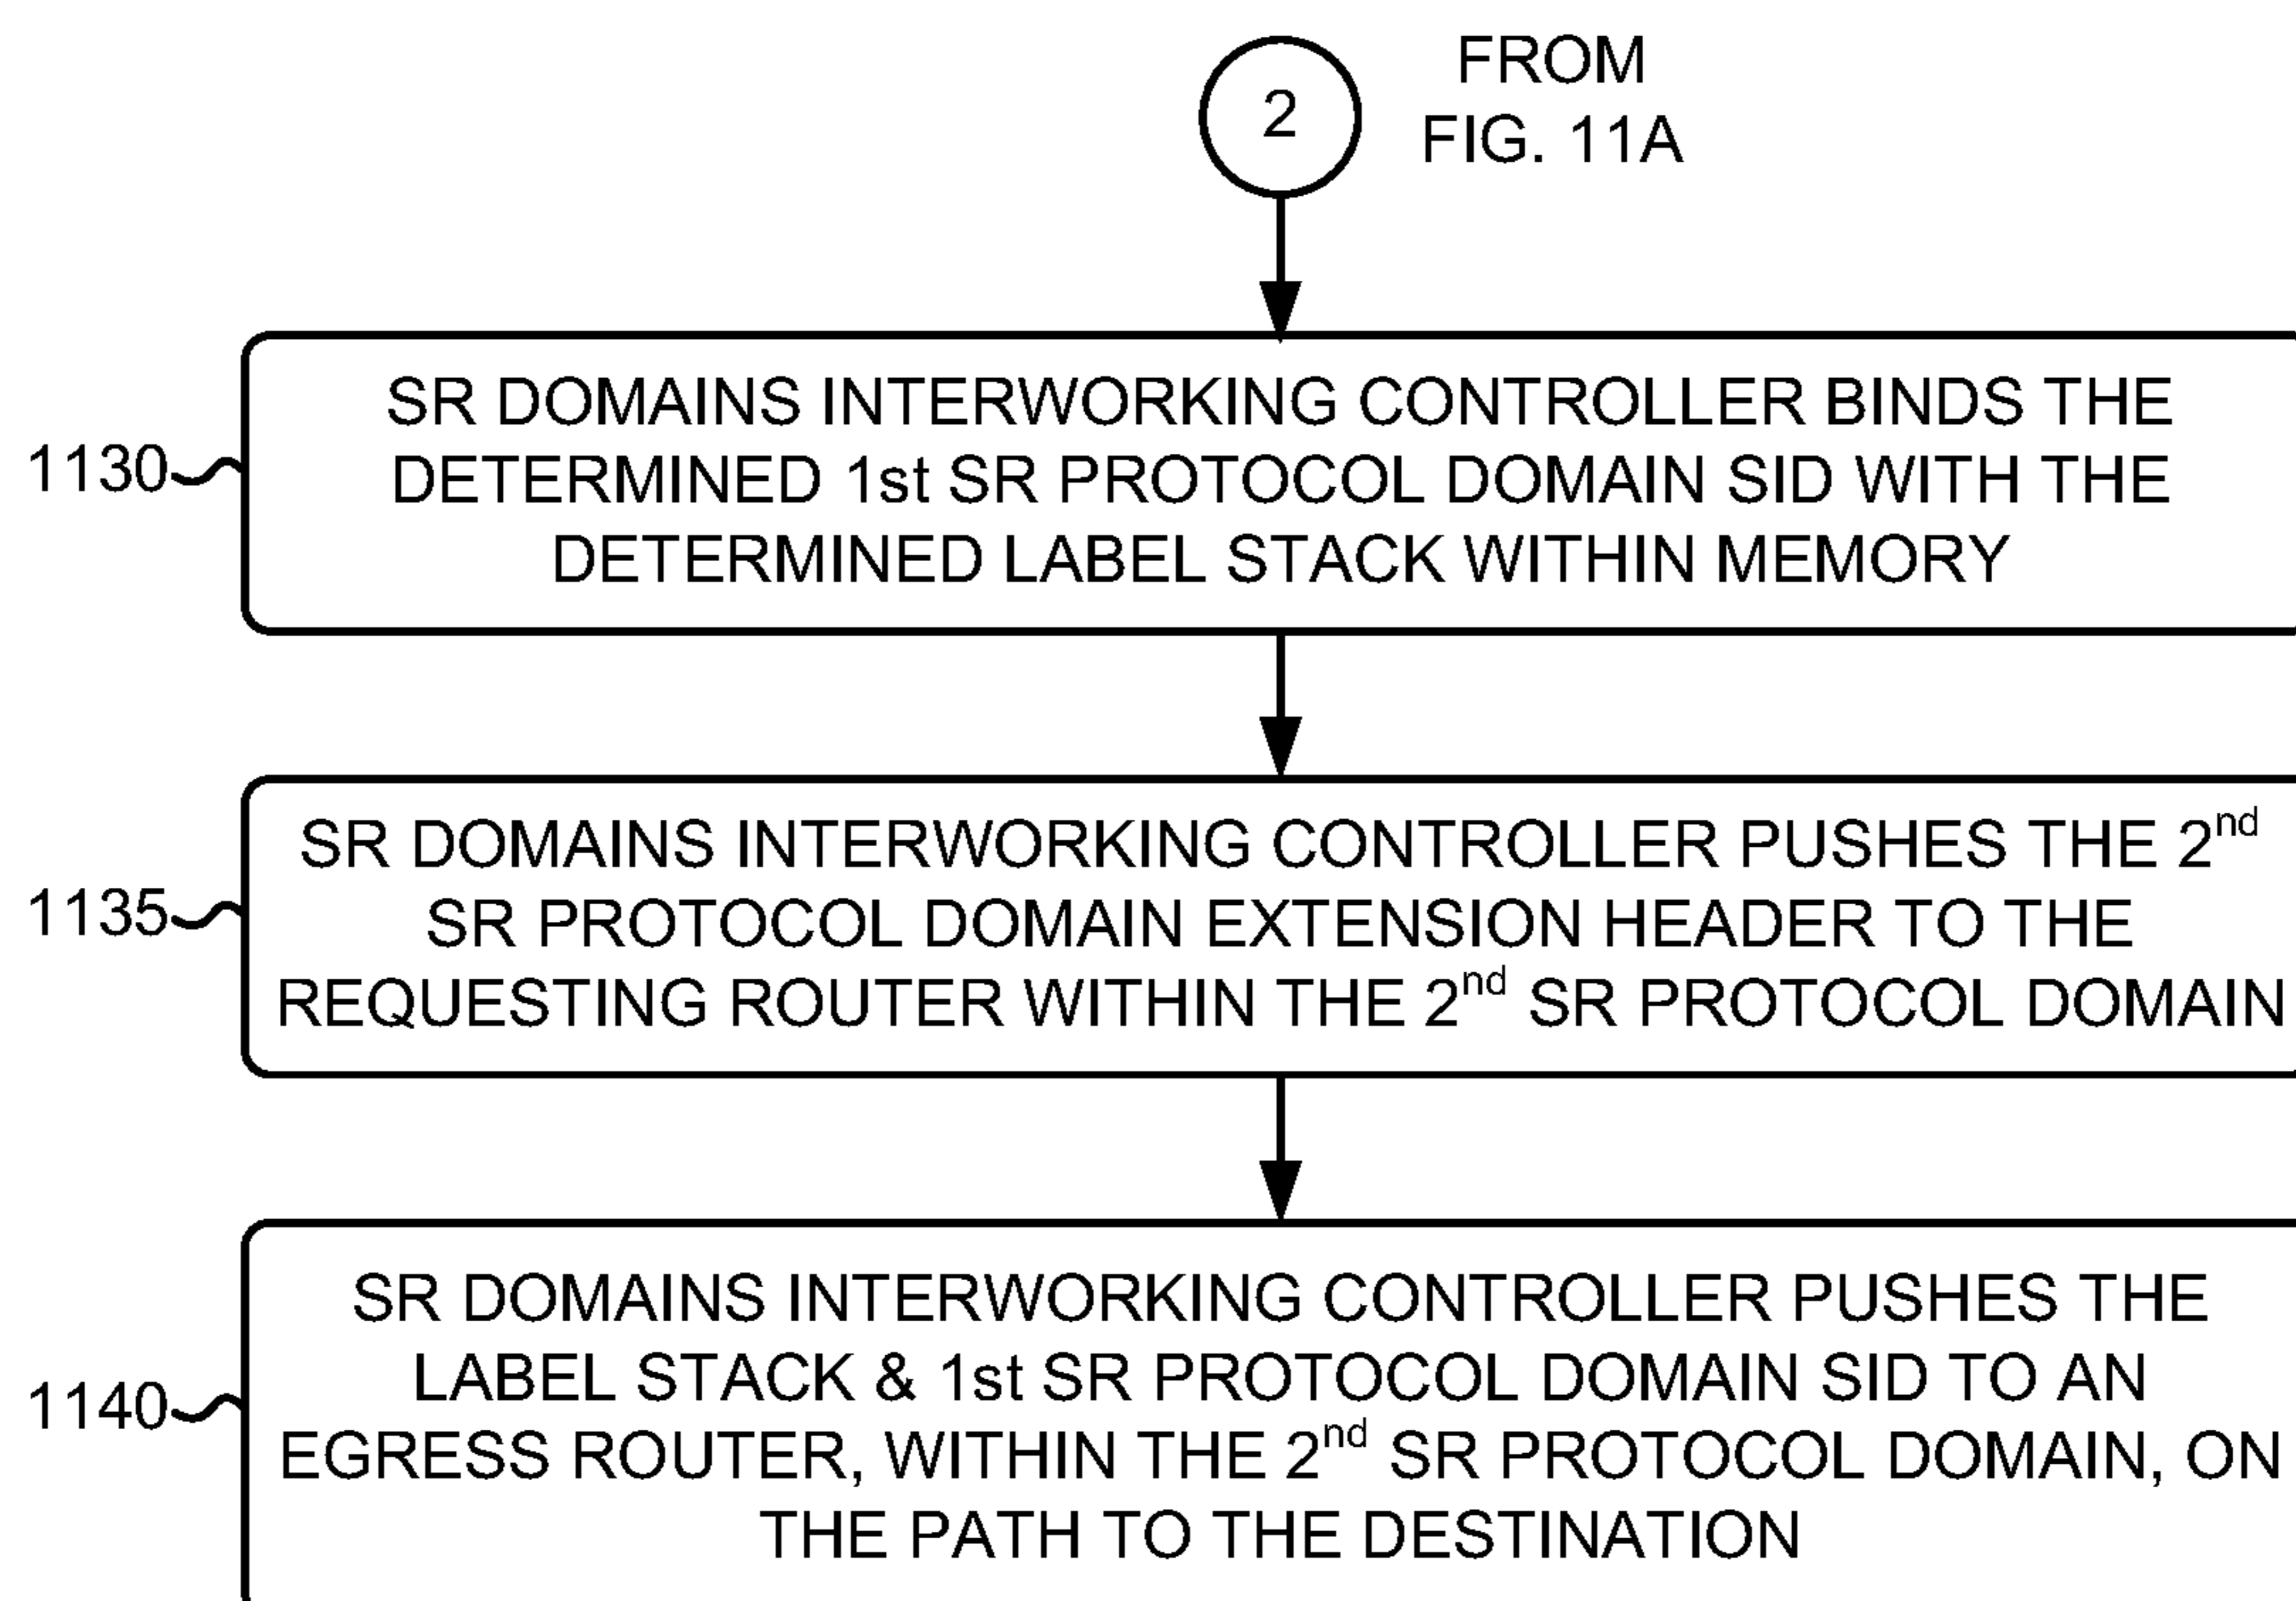 2
FROM
FIG. 11A
1130
SR DOMAINS INTERWORKING CONTROLLER BINDS THE
DETERMINED 1st SR PROTOCOL DOMAIN SID WITH THE
DETERMINED LABEL STACK WITHIN MEMORY
1135
SR DOMAINS INTERWORKING CONTROLLER PUSHES THE 2nd
SR PROTOCOL DOMAIN EXTENSION HEADER TO THE
REQUESTING ROUTER WITHIN THE 2nd SR PROTOCOL DOMAIN
1140
SR DOMAINS INTERWORKING CONTROLLER PUSHES THE
LABEL STACK & 1st SR PROTOCOL DOMAIN SID TO AN
EGRESS ROUTER, WITHIN THE 2nd SR PROTOCOL DOMAIN, ON
THE PATH TO THE DESTINATION